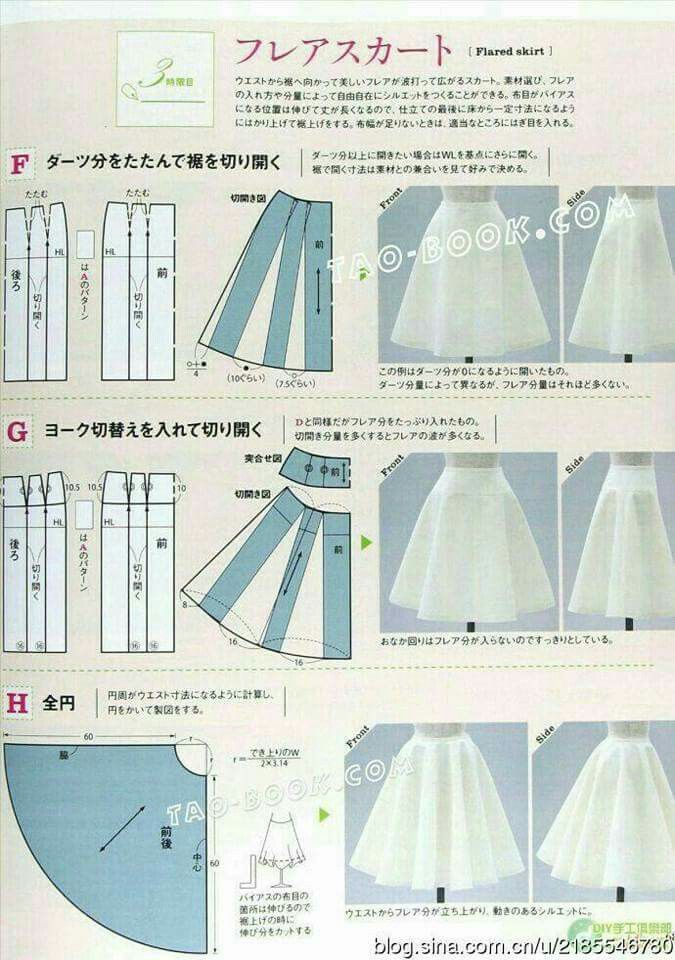 3時限目
フレアスカート [ Flared skirt ]
ウエストから裾へ向かって美しいフレアが波打って広がるスカート。素材選び、フレア
の入れ方や分量によって自由自在にシルエットをつくることができる。布目がバイアス
になる位置は伸びて丈が長くなるので、仕立ての最後に床から一定寸法になるよう
にはかり上げて裾上げをする。布幅が足りないときは、適当なところにはぎ目を入れる。
F ダーツ分をたたんで裾を切り開く
ダーツ分以上に開きたい場合はWLを基点にさらに開く。
裾で開く寸法は素材との兼合いを見て好みで決める。
たたむ
たたむ
HL
HL
後ろ
切り開く
はAのパターン
切り開く
前
切開き図
前
4
(10ぐらい)
(7.5ぐらい)
Front
Side
TAO-BOOK.COM
この例はダーツ分が0になるように開いたもの。
ダーツ分量によって異なるが、フレア分量はそれほど多くない。
G ヨーク切替えを入れて切り開く
Dと同様だがフレア分をたっぷり入れたもの。
切開き分量を多くするとフレアの波が多くなる。
突合せ図
前
10.5
10.5
10
HL
HL
後ろ
切り開く
はAのパターン
切り開く
前
16
16
16
16
切開き図
前
8
16
16
Front
Side
おなか回りはフレア分が入らないのですっきりとしている。
H 全円
円周がウエスト寸法になるように計算し、
円をかいて製図をする。
60
r
r
脇
前後
中心
60
r=でき上りのW
2×3.14
バイアスの布目の
箇所は伸びるので
裾上げの時に
伸び分をカットする
Front
Side
TAO-BOOK.COM
ウエストからフレア分が立ち上がり、動きのあるシルエットに。
DIY手工俱樂部
blog.sina.com.cn/u/2185546780